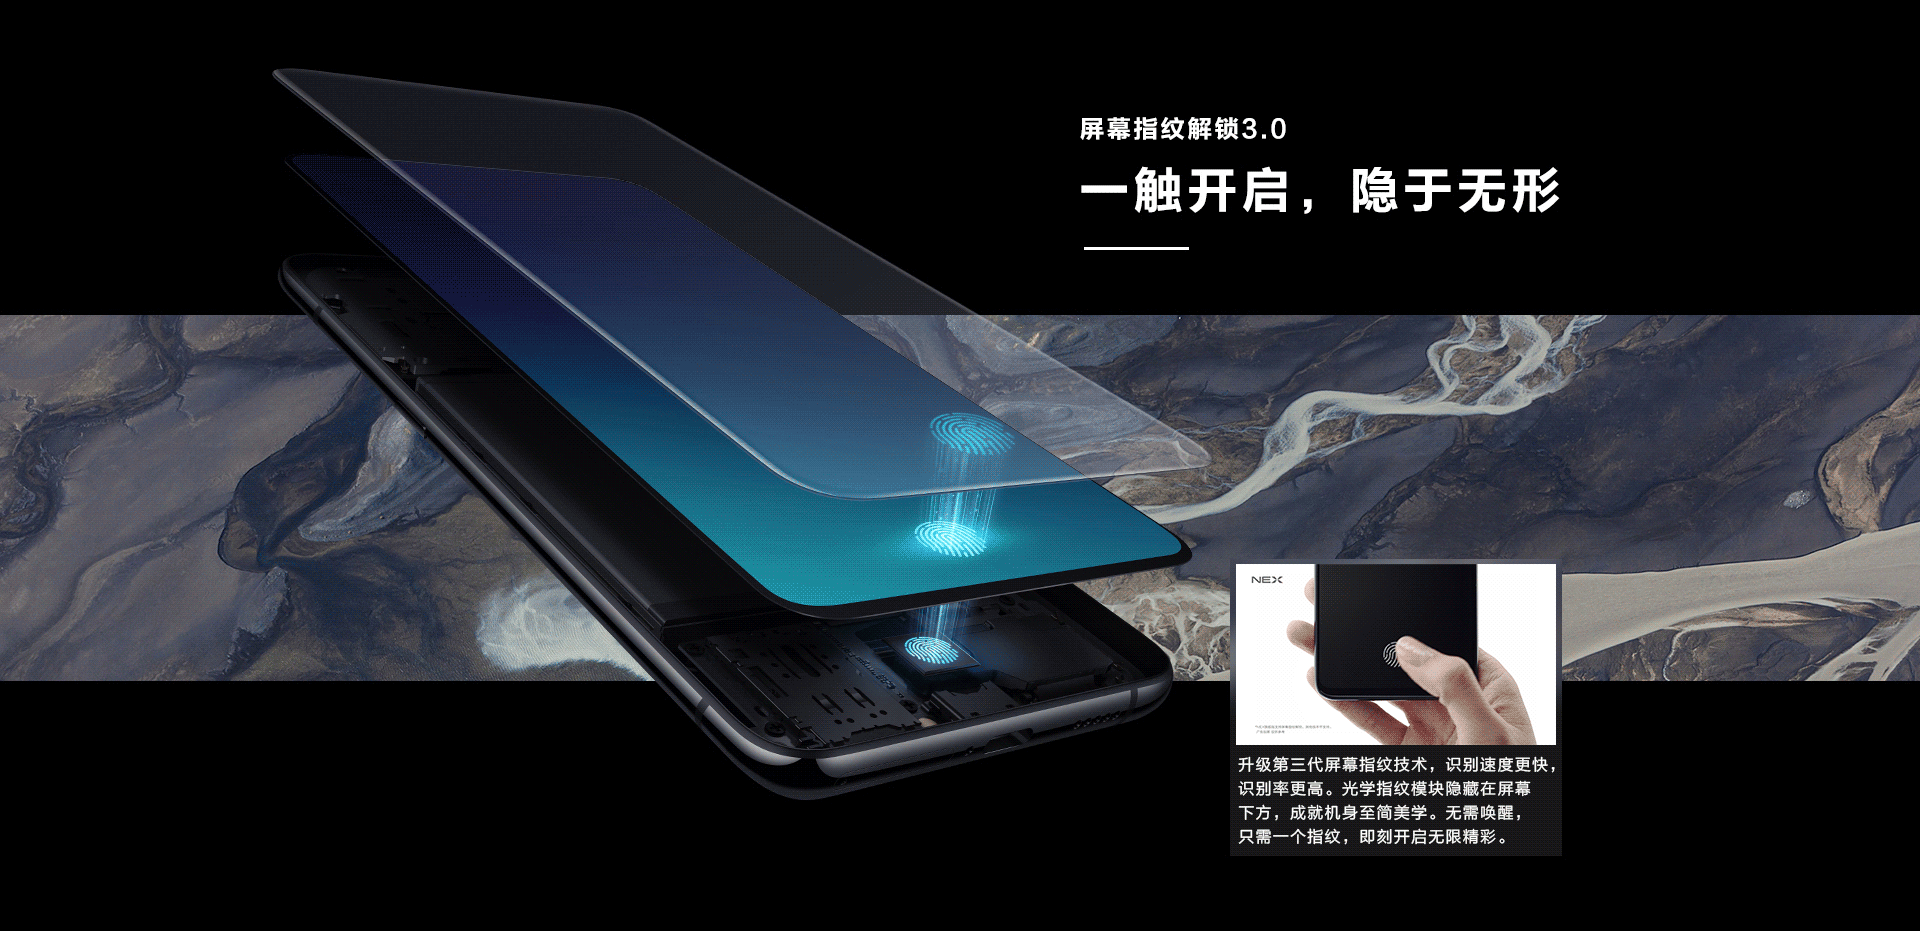 屏幕指纹解锁3.0
一触开启，隐于无形
NEX
升级第三代屏幕指纹技术，识别速度更快，
识别率更高。光学指纹模块隐藏在屏幕
下方，成就机身至简美学。无需唤醒，
只需一个指纹，即刻开启无限精彩。